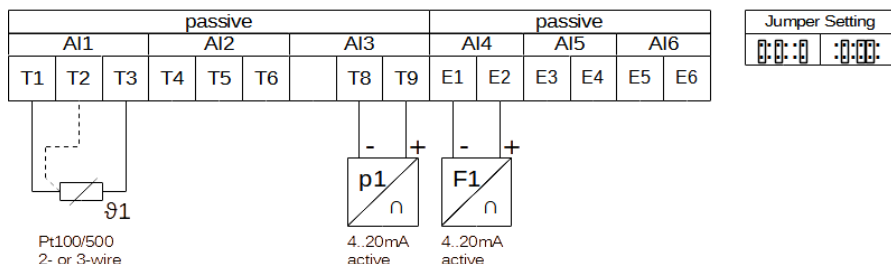 passive passive Jumper Setting
AI1 AI2 AI3 AI4 AI5 AI6
T1 T2 T3 T4 T5 T6 T8 T9 E1 E2 E3 E4 E5 E6
- + - +
p1 F1
∩ ∩
ϑ1
Pt100/500 4..20mA 4..20mA
2- or 3-wire active active